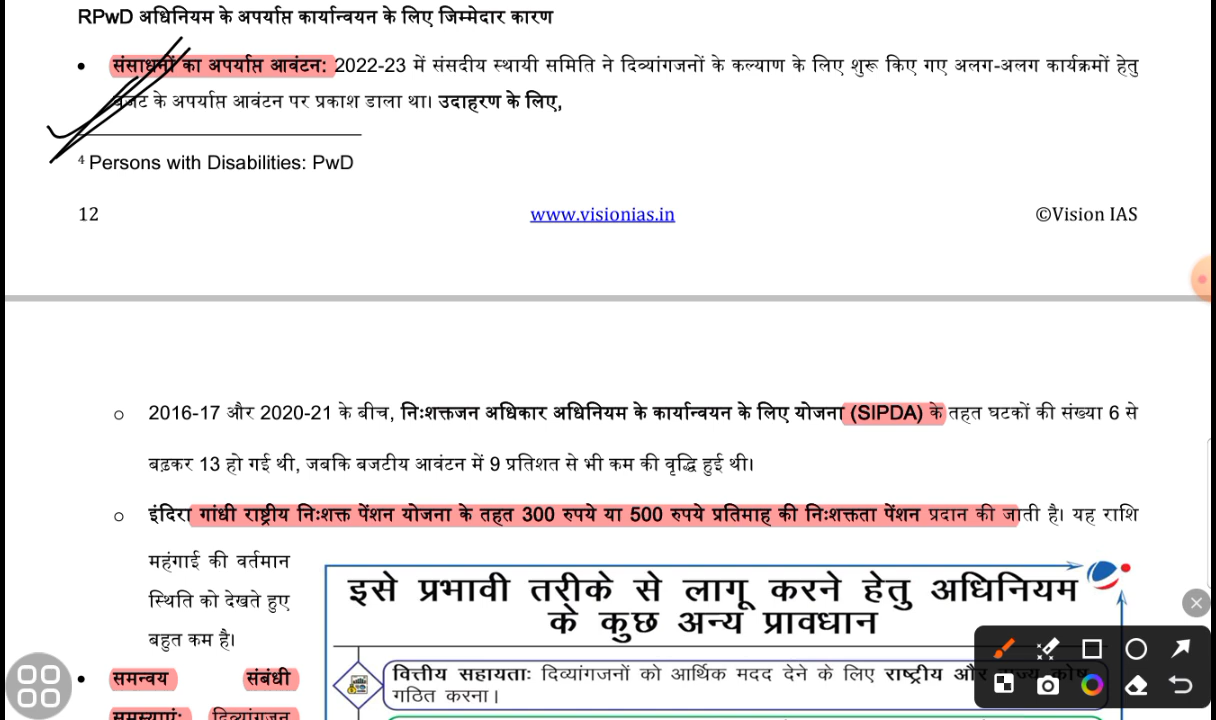 RPwD अधिनियम के अपर्याप्त कार्यान्वयन के लिए जिम्मेदार कारण
• संसाधनों का अपर्याप्त आवंटन: 2022-23 में संसदीय स्थायी समिति ने दिव्यांगजनों के कल्याण के लिए शुरू किए गए अलग-अलग कार्यक्रमों हेतु
बजट के अपर्याप्त आवंटन पर प्रकाश डाला था। उदाहरण के लिए,
4 Persons with Disabilities: PwD
12 www.visionias.in ©Vision IAS
o 2016-17 और 2020-21 के बीच, निःशक्तजन अधिकार अधिनियम के कार्यान्वयन के लिए योजना (SIPDA) के तहत घटकों की संख्या 6 से
बढ़कर 13 हो गई थी, जबकि बजटीय आवंटन में 9 प्रतिशत से भी कम की वृद्धि हुई थी।
o इंदिरा गांधी राष्ट्रीय निःशक्त पेंशन योजना के तहत 300 रुपये या 500 रुपये प्रतिमाह की निःशक्तता पेंशन प्रदान की जाती है। यह राशि
महंगाई की वर्तमान
स्थिति को देखते हुए
बहुत कम है।
• समन्वय संबंधी
समस्याएं: दिव्यांगजन
इसे प्रभावी तरीके से लागू करने हेतु अधिनियम
के कुछ अन्य प्रावधान
वित्तीय सहायता: दिव्यांगजनों को आर्थिक मदद देने के लिए राष्ट्रीय और राज्य कोष
गठित करना।